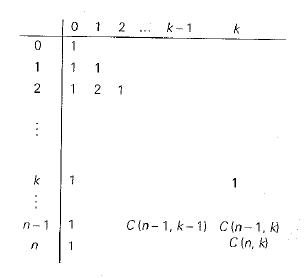 0 1 2 ... k−1 k
0 1
1 1 1
2 1 2 1
⋮
k 1 1
⋮
n−1 1 C(n−1, k−1) C(n−1, k)
n 1 C(n, k)